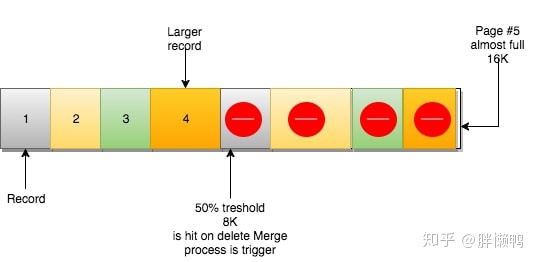 Larger
record
Page #5
almost full
16K
1
2
3
4
Record
50% treshold
8K
is hit on delete Merge
process is trigger
知乎 @胖懒鸭